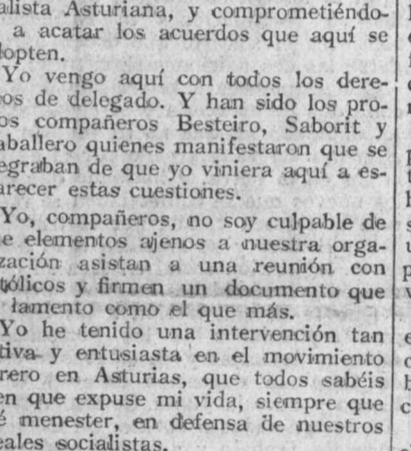 alista Asturiana, y comprometiéndo-
a acatar los acuerdos que aquí se
dopten.
Yo vengo aquí con todos los dere-
os de delegado. Y han sido los pro-
os compañeros Besteiro, Saborit y
aballero quienes manifestaron que se
egraban de que yo viniera aquí a es-
arecer estas cuestiones.
Yo, compañeros, no soy culpable de
e elementos ajenos a nuestra orga-
zación asistan a una reunión con
tólicos y firmen un documento que
lamento como el que más.
Yo he tenido una intervención tan
tiva y entusiasta en el movimiento
rero en Asturias, que todos sabéis
en que expuse mi vida, siempre que
é menester, en defensa de nuestros
eales socialistas.